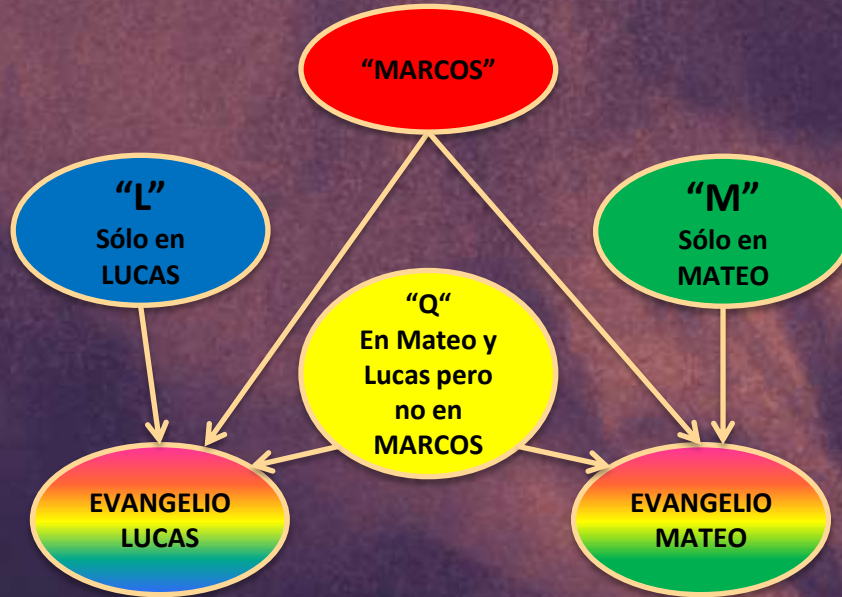 “MARCOS”
“L”
Sólo en
LUCAS
“M”
Sólo en
MATEO
“Q“
En Mateo y
Lucas pero
no en
MARCOS
EVANGELIO
LUCAS
EVANGELIO
MATEO